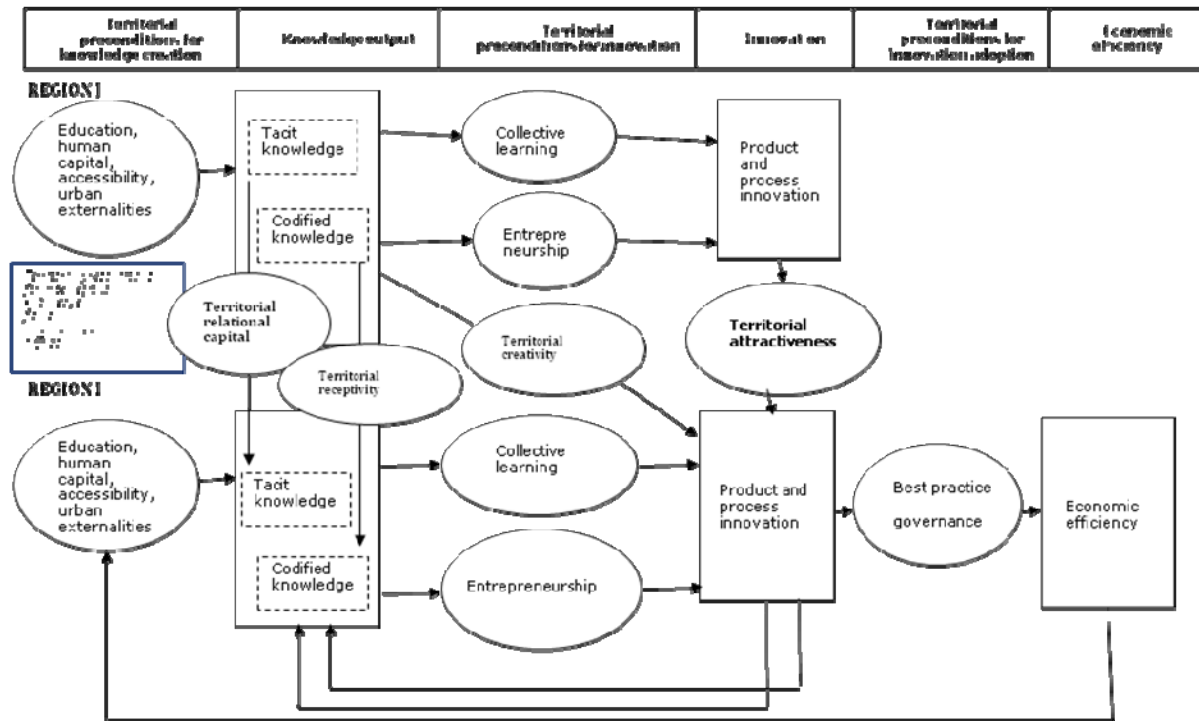 Territorial
preconditions for
knowledge creation
Knowledge output
Territorial
preconditions for innovation
Innovation
Territorial
preconditions for
innovation adoption
Economic
efficiency
REGION J
Education,
human
capital,
accessibility,
urban
externalities
Tacit
knowledge
Codified
knowledge
Collective
learning
Entrepre
neurship
Product
and
process
innovation
Territorial
relational
capital
Territorial
receptivity
Territorial
creativity
Territorial
attractiveness
REGION I
Education,
human
capital,
accessibility,
urban
externalities
Tacit
knowledge
Codified
knowledge
Collective
learning
Entrepreneurship
Product and
process
innovation
Best practice
governance
Economic
efficiency